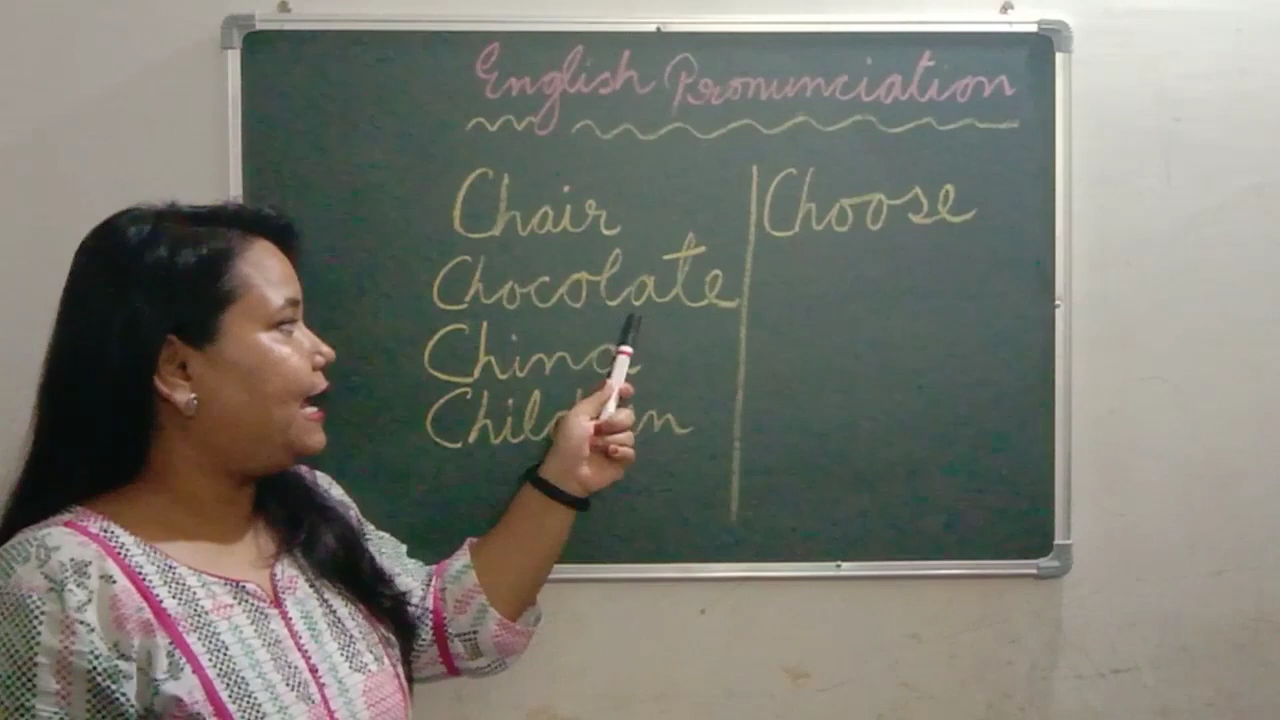 English Pronunciation
Chair
Chocolate
China
Children
Choose